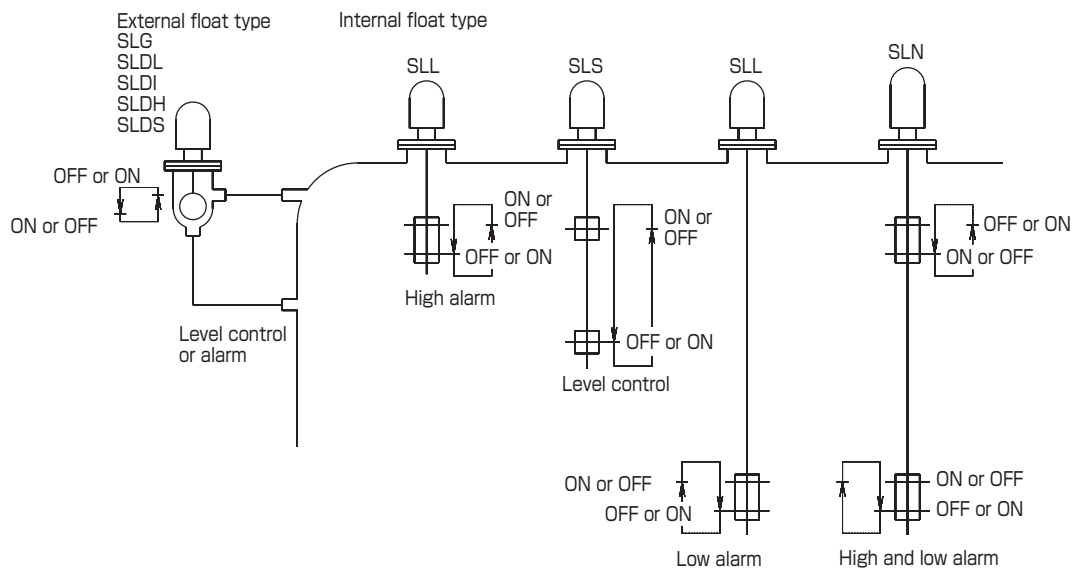 External float type
SLG
SLDL
SLDI
SLDH
SLDS
OFF or ON
ON or OFF
Level control
or alarm
Internal float type
SLL
ON or
OFF
OFF or ON
High alarm
SLS
ON or
OFF
OFF or ON
Level control
SLL
ON or OFF
OFF or ON
Low alarm
SLN
OFF or ON
ON or OFF
ON or OFF
OFF or ON
High and low alarm